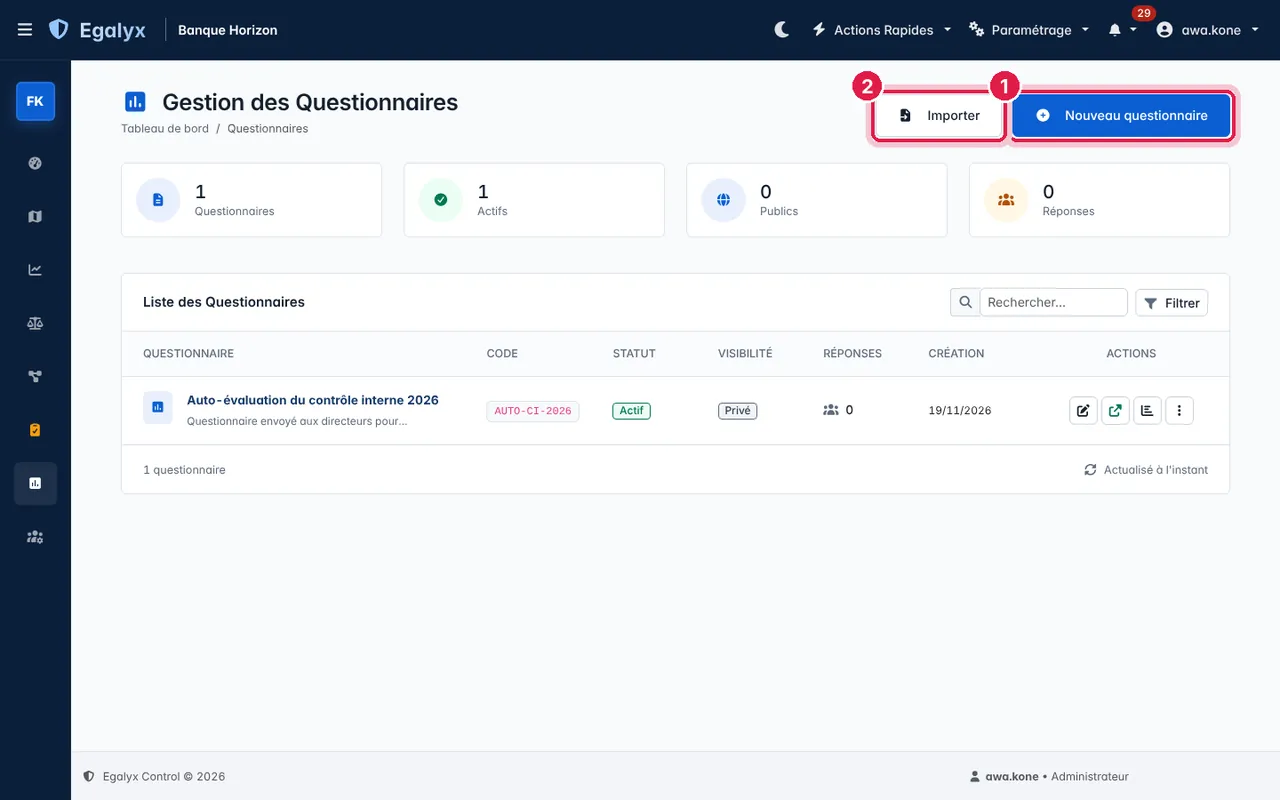 Egalyx
Banque Horizon
Actions Rapides
Paramétrage
29
awa.kone
FK
Gestion des Questionnaires
Tableau de bord / Questionnaires
2
Importer
1
Nouveau questionnaire
1
Questionnaires
1
Actifs
0
Publics
0
Réponses
Liste des Questionnaires
Rechercher...
Filtrer
QUESTIONNAIRE CODE STATUT VISIBILITÉ RÉPONSES CRÉATION ACTIONS
Auto-évaluation du contrôle interne 2026
Questionnaire envoyé aux directeurs pour...
AUTO-CI-2026
Actif
Privé
0
19/11/2026
1 questionnaire
Actualisé à l'instant
Egalyx Control © 2026
awa.kone • Administrateur